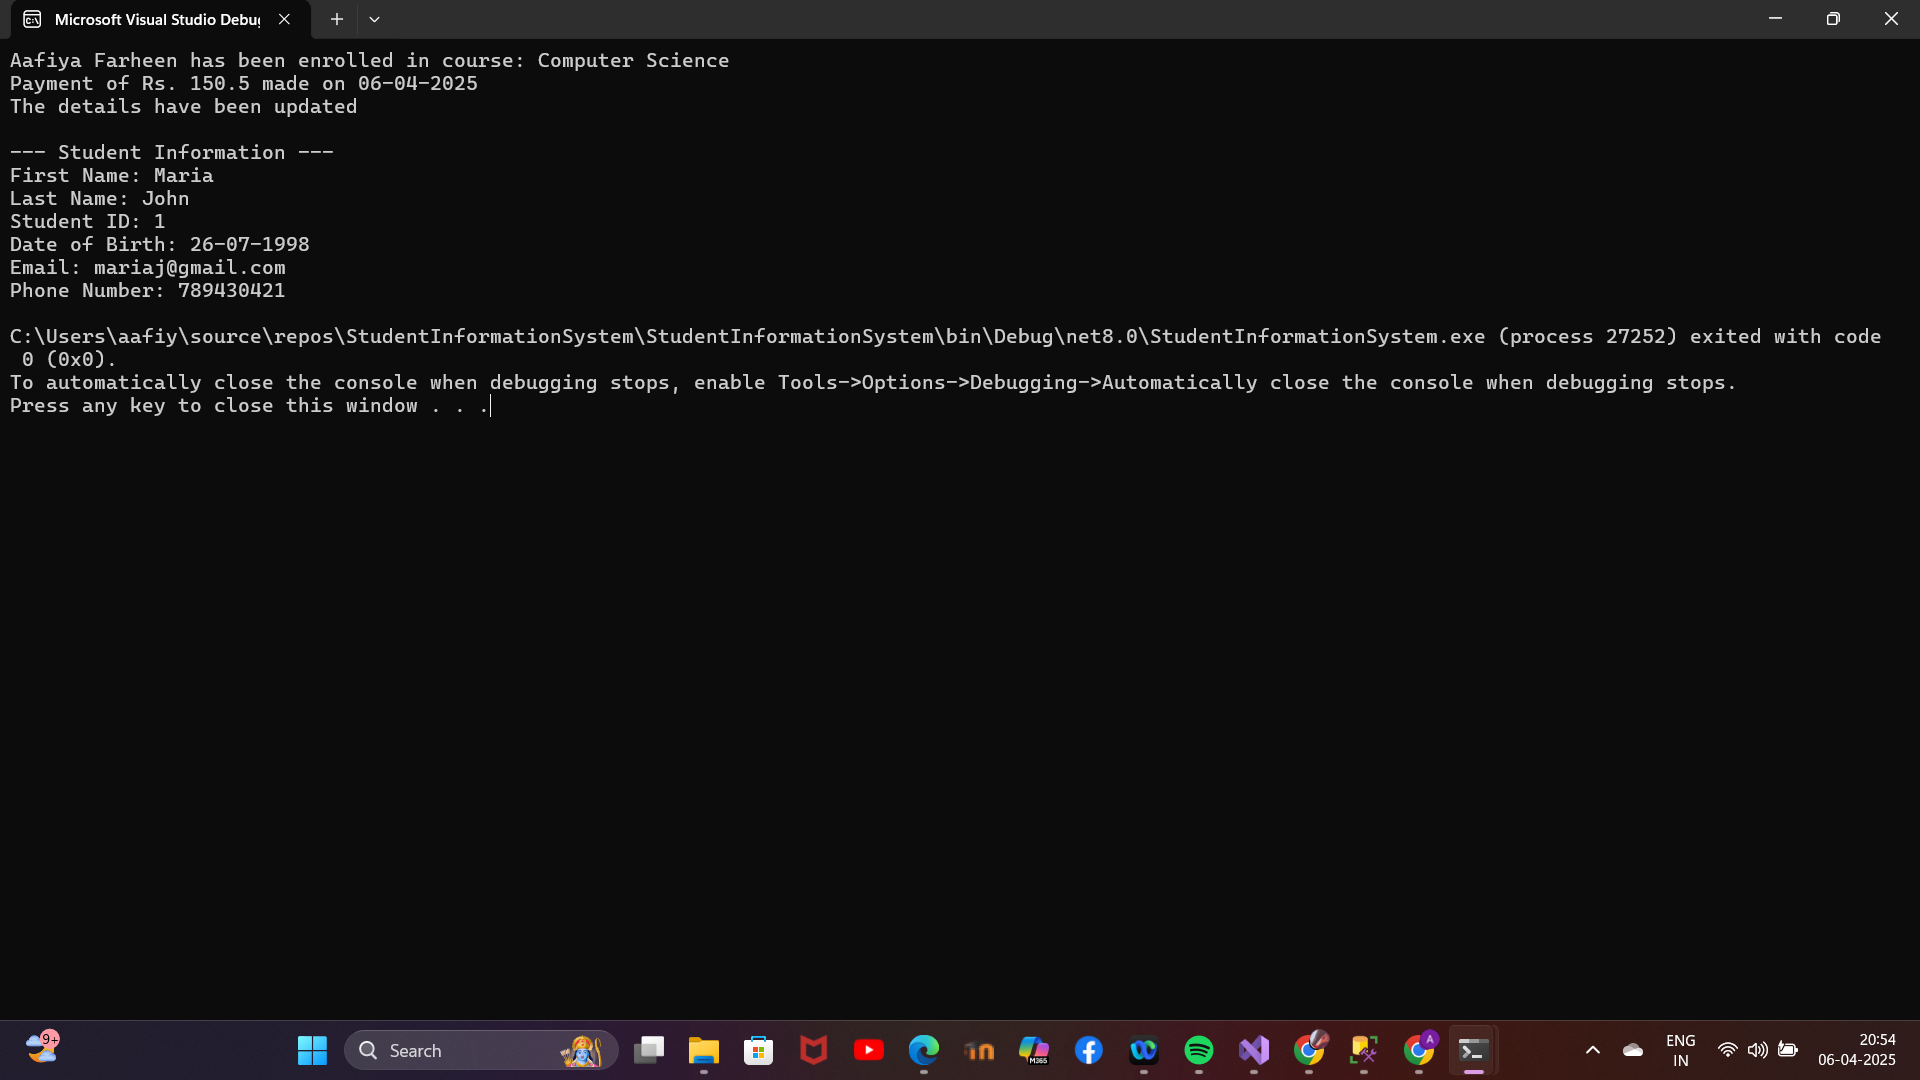 Microsoft Visual Studio Debug
Aafiya Farheen has been enrolled in course: Computer Science
Payment of Rs. 150.5 made on 06-04-2025
The details have been updated
--- Student Information ---
First Name: Maria
Last Name: John
Student ID: 1
Date of Birth: 26-07-1998
Email: mariaj@gmail.com
Phone Number: 789430421
C:\Users\aafiy\source\repos\StudentInformationSystem\StudentInformationSystem\bin\Debug\net8.0\StudentInformationSystem.exe (process 27252) exited with code
0 (0x0).
To automatically close the console when debugging stops, enable Tools->Options->Debugging->Automatically close the console when debugging stops.
Press any key to close this window . . .
9+
Search
M365
A
ENG
IN
20:54
06-04-2025